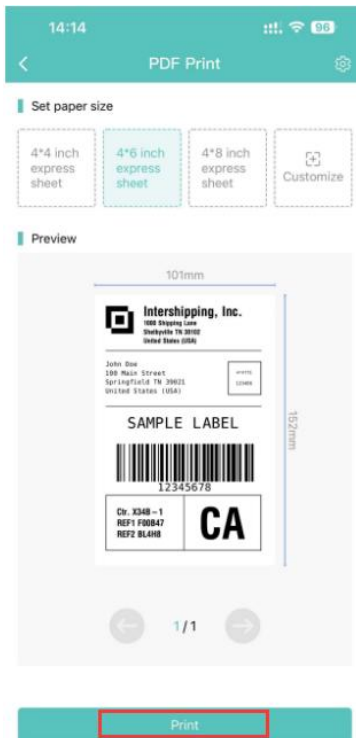 14:14
96
PDF Print
Set paper size
4*4 inch
express
sheet
4*6 inch
express
sheet
4*8 inch
express
sheet
Customize
Preview
101mm
Intershipping, Inc.
1000 Shipping Lane
Shelbyville TN 38102
United States (USA)
John Doe
100 Main Street
Springfield TN 39021
United States (USA)
152mm
SAMPLE LABEL
12345678
Ctr. X34B – 1
REF1 F00B47
REF2 BL4H8
CA
1/1
Print